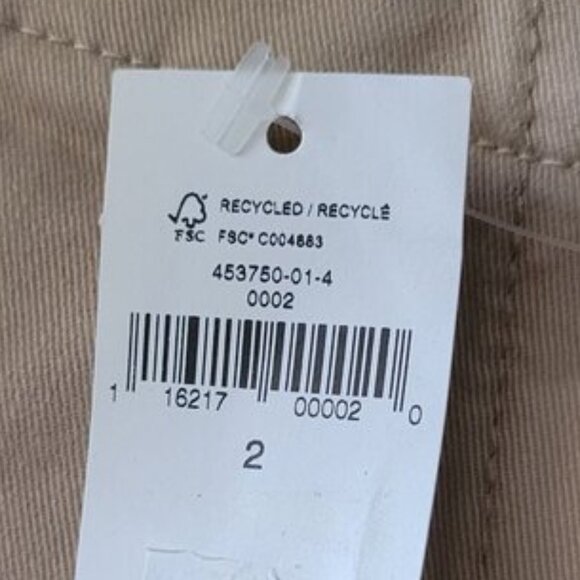 RECYCLED / RECYCLÉ
FSC FSC® C004883
453750-01-4
0002
1 16217 00002 0
2